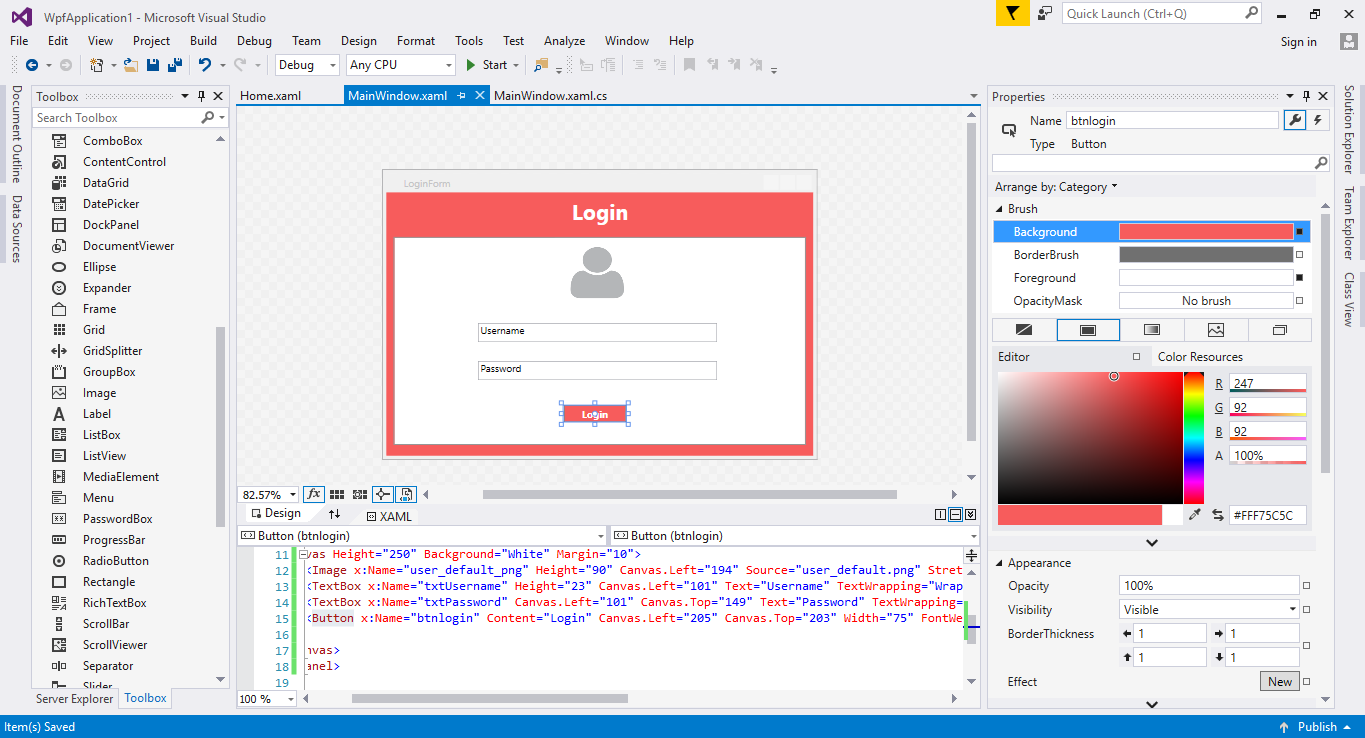 WpfApplication1 - Microsoft Visual Studio
Quick Launch (Ctrl+Q)
File Edit View Project Build Debug Team Design Format Tools Test Analyze Window Help
Sign in
Debug Any CPU Start
Document Outline
Data Sources
Toolbox
Search Toolbox
ComboBox
ContentControl
DataGrid
DatePicker
DockPanel
DocumentViewer
Ellipse
Expander
Frame
Grid
GridSplitter
GroupBox
Image
Label
ListBox
ListView
MediaElement
Menu
PasswordBox
ProgressBar
RadioButton
Rectangle
RichTextBox
ScrollBar
ScrollViewer
Separator
Slider
Server Explorer Toolbox
Home.xaml MainWindow.xaml MainWindow.xaml.cs
LoginForm
Login
Username
Password
Login
82.57% fx
Design XAML
Button (btnlogin) Button (btnlogin)
11 vas Height="250" Background="White" Margin="10">
12 <Image x:Name="user_default_png" Height="90" Canvas.Left="194" Source="user_default.png" Stret
13 <TextBox x:Name="txtUsername" Height="23" Canvas.Left="101" Text="Username" TextWrapping="Wrap
14 <TextBox x:Name="txtPassword" Canvas.Left="101" Canvas.Top="149" Text="Password" TextWrapping=
15 <Button x:Name="btnlogin" Content="Login" Canvas.Left="205" Canvas.Top="203" Width="75" FontWe
16
17 nvas>
18 anel>
19
100 %
Properties
Name btnlogin
Type Button
Arrange by: Category
Brush
Background
BorderBrush
Foreground
OpacityMask No brush
Editor Color Resources
R 247
G 92
B 92
A 100%
#FFF75C5C
Appearance
Opacity 100%
Visibility Visible
BorderThickness 1 1
1 1
Effect New
Solution Explorer
Team Explorer
Class View
Item(s) Saved
Publish